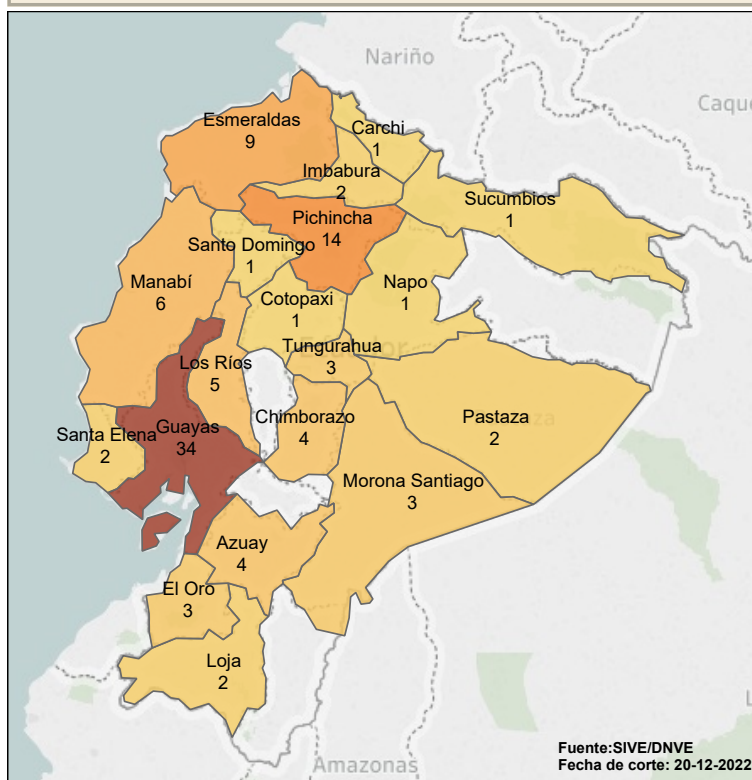 Nariño
Caqu
Esmeraldas
9
Carchi
1
Imbabura
2
Sucumbios
1
Pichincha
14
Santo Domingo
1
Manabí
6
Napo
1
Cotopaxi
1
Ecuador
Tungurahua
3
Los Ríos
5
Chimborazo
4
Pastaza
2
Santa Elena
2
Guayas
34
Morona Santiago
3
Azuay
4
El Oro
3
Loja
2
L
Amazonas
Fuente:SIVE/DNVE
Fecha de corte: 20-12-2022